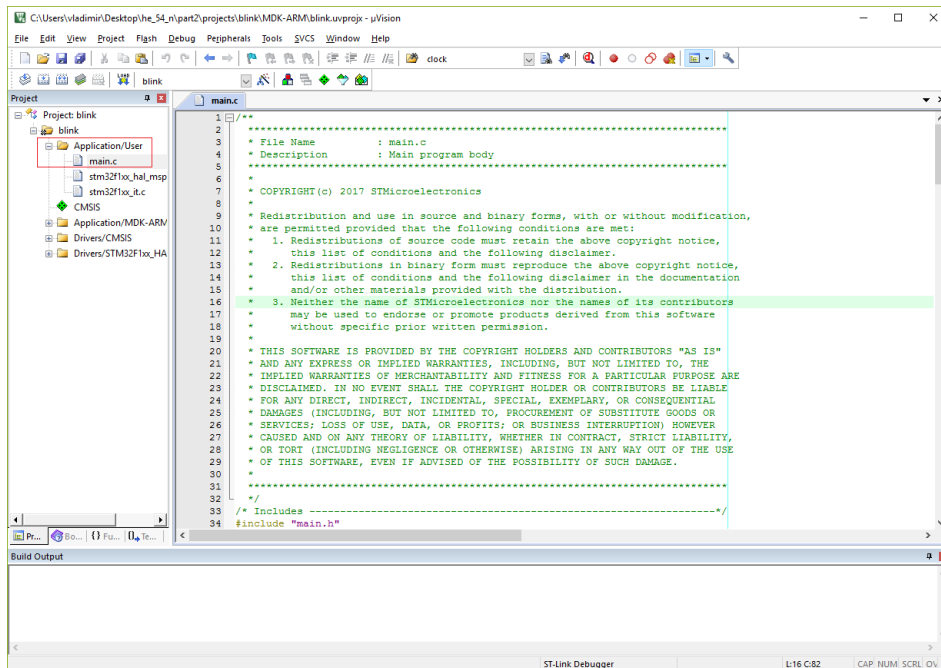 C:\Users\vladimir\Desktop\he_54_n\part2\projects\blink\MDK-ARM\blink.uvprojx - µVision
File Edit View Project Flash Debug Peripherals Tools SVCS Window Help
clock
LOAD
blink
Project
main.c
Project: blink
blink
Application/User
main.c
stm32f1xx_hal_msp
stm32f1xx_it.c
CMSIS
Application/MDK-ARM
Drivers/CMSIS
Drivers/STM32F1xx_HA
Pr... Bo... {} Fu... Te...
1 /**
2 ******************************************************************************
3 * File Name : main.c
4 * Description : Main program body
5 ******************************************************************************
6 *
7 * COPYRIGHT(c) 2017 STMicroelectronics
8 *
9 * Redistribution and use in source and binary forms, with or without modification,
10 * are permitted provided that the following conditions are met:
11 * 1. Redistributions of source code must retain the above copyright notice,
12 * this list of conditions and the following disclaimer.
13 * 2. Redistributions in binary form must reproduce the above copyright notice,
14 * this list of conditions and the following disclaimer in the documentation
15 * and/or other materials provided with the distribution.
16 * 3. Neither the name of STMicroelectronics nor the names of its contributors
17 * may be used to endorse or promote products derived from this software
18 * without specific prior written permission.
19 *
20 * THIS SOFTWARE IS PROVIDED BY THE COPYRIGHT HOLDERS AND CONTRIBUTORS "AS IS"
21 * AND ANY EXPRESS OR IMPLIED WARRANTIES, INCLUDING, BUT NOT LIMITED TO, THE
22 * IMPLIED WARRANTIES OF MERCHANTABILITY AND FITNESS FOR A PARTICULAR PURPOSE ARE
23 * DISCLAIMED. IN NO EVENT SHALL THE COPYRIGHT HOLDER OR CONTRIBUTORS BE LIABLE
24 * FOR ANY DIRECT, INDIRECT, INCIDENTAL, SPECIAL, EXEMPLARY, OR CONSEQUENTIAL
25 * DAMAGES (INCLUDING, BUT NOT LIMITED TO, PROCUREMENT OF SUBSTITUTE GOODS OR
26 * SERVICES; LOSS OF USE, DATA, OR PROFITS; OR BUSINESS INTERRUPTION) HOWEVER
27 * CAUSED AND ON ANY THEORY OF LIABILITY, WHETHER IN CONTRACT, STRICT LIABILITY,
28 * OR TORT (INCLUDING NEGLIGENCE OR OTHERWISE) ARISING IN ANY WAY OUT OF THE USE
29 * OF THIS SOFTWARE, EVEN IF ADVISED OF THE POSSIBILITY OF SUCH DAMAGE.
30 *
31 ******************************************************************************
32 */
33 /* Includes ------------------------------------------------------------------*/
34 #include "main.h"
Build Output
ST-Link Debugger L:16 C:82 CAP NUM SCRL OV